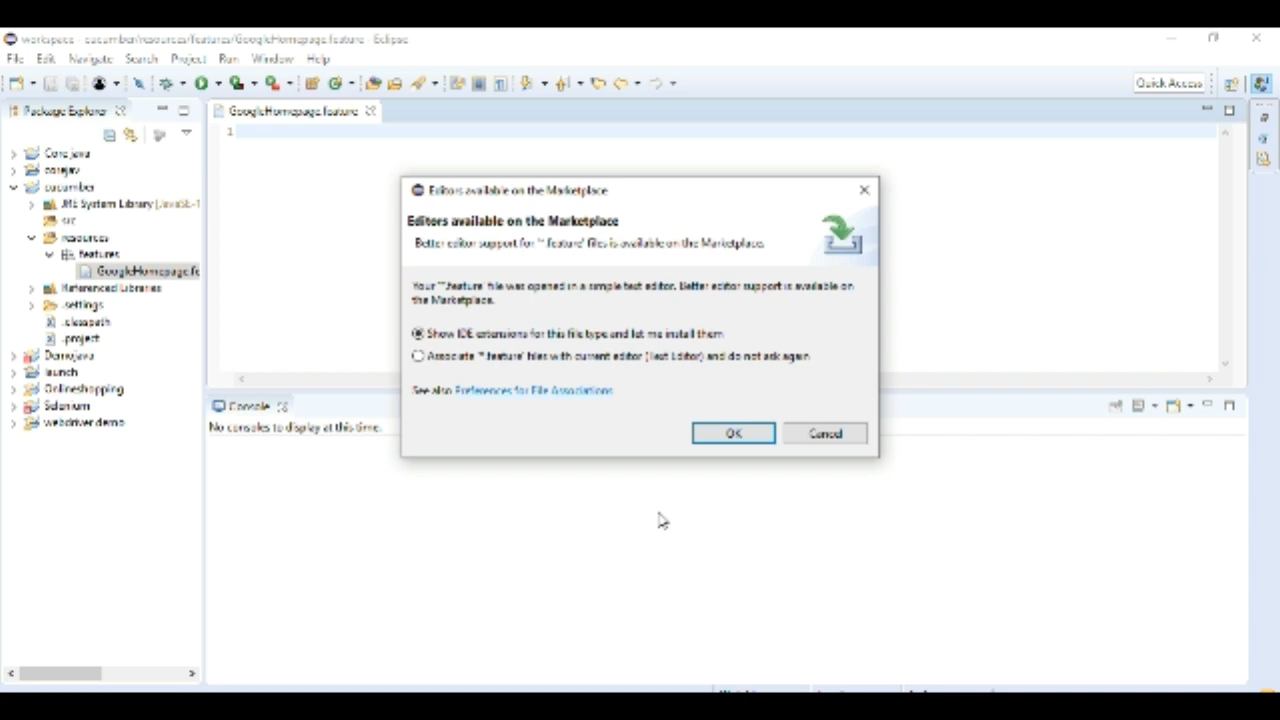 workspace - cucumber/resources/features/GoogleHomepage.feature - Eclipse
File Edit Navigate Search Project Run Window Help
Quick Access
Package Explorer
GoogleHomepage.feature
1
Core java
corejav
cucumber
JRE System Library [JavaSE-1
src
resources
features
GoogleHomepage.fe
Referenced Libraries
.settings
.classpath
.project
Demojava
launch
Onlineshopping
Selenium
webdriver demo
Editors available on the Marketplace
Editors available on the Marketplace
Better editor support for '*.feature' files is available on the Marketplace.
Your '*.feature' file was opened in a simple text editor. Better editor support is available on
the Marketplace.
Show IDE extensions for this file type and let me install them
Associate '*.feature' files with current editor (Text Editor) and do not ask again
See also Preferences for File Associations
OK Cancel
Console
No consoles to display at this time.